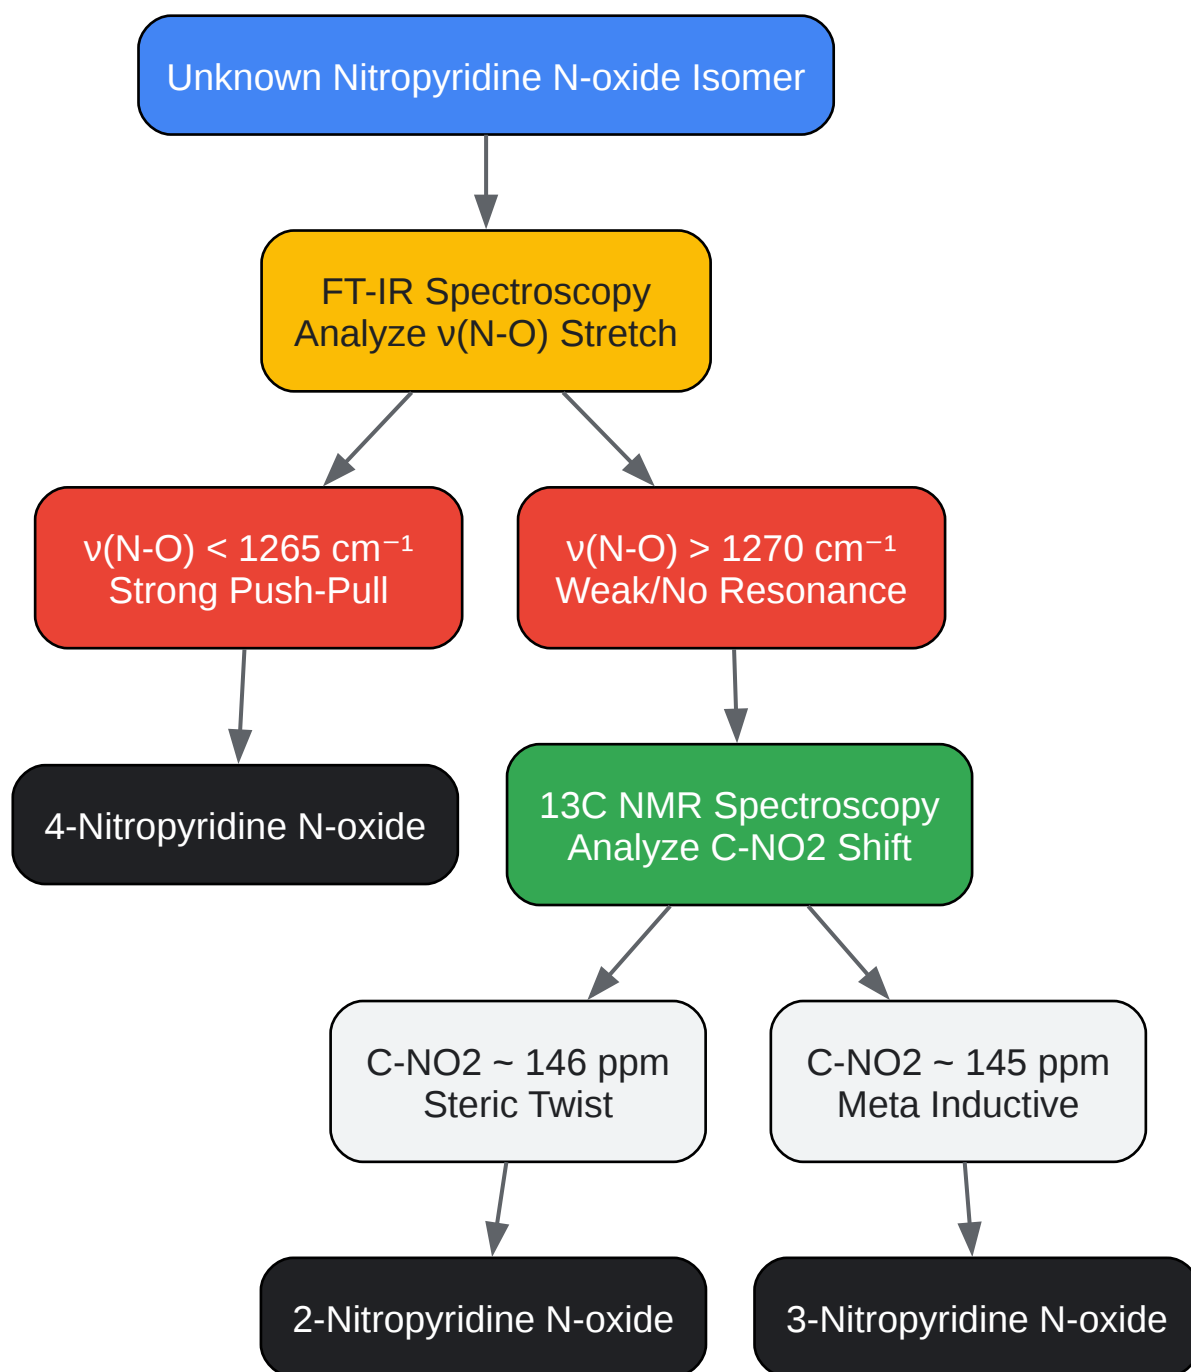 Unknown Nitropyridine N-oxide Isomer
FT-IR Spectroscopy
Analyze ν(N-O) Stretch
ν(N-O) < 1265 cm⁻¹
Strong Push-Pull
ν(N-O) > 1270 cm⁻¹
Weak/No Resonance
4-Nitropyridine N-oxide
13C NMR Spectroscopy
Analyze C-NO2 Shift
C-NO2 ~ 146 ppm
Steric Twist
C-NO2 ~ 145 ppm
Meta Inductive
2-Nitropyridine N-oxide
3-Nitropyridine N-oxide